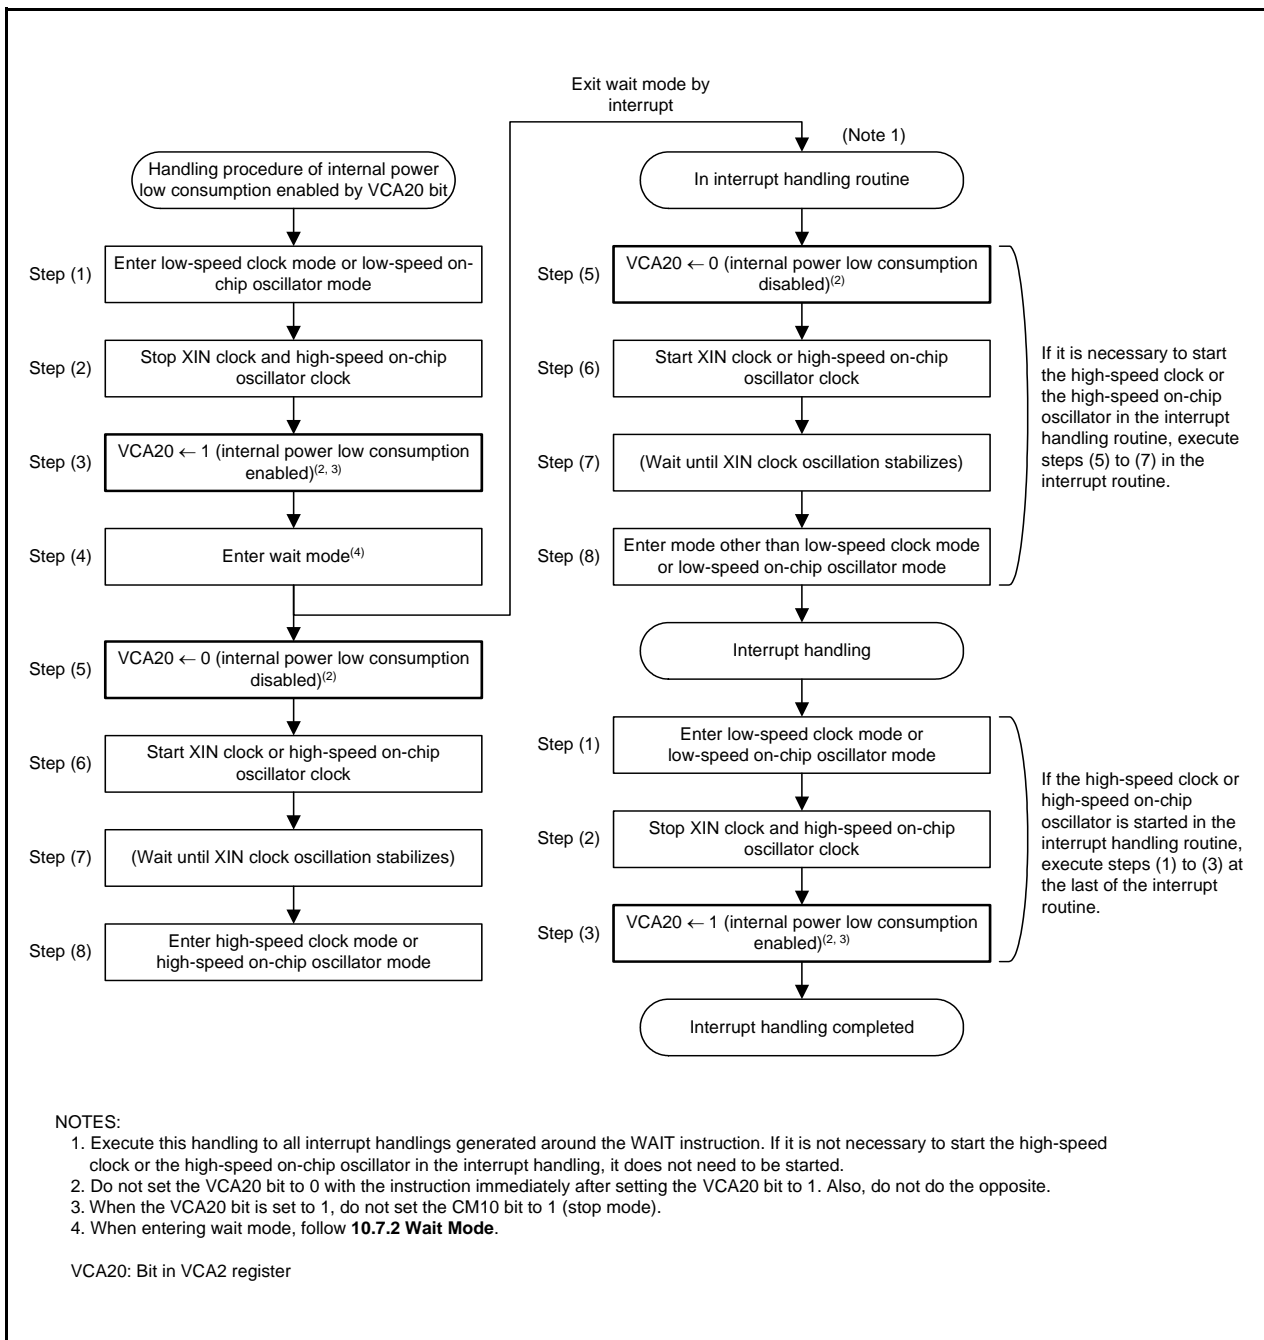 Exit wait mode by
interrupt
Handling procedure of internal power
low consumption enabled by VCA20 bit
Step (1)
Enter low-speed clock mode or low-speed on-
chip oscillator mode
Step (2)
Stop XIN clock and high-speed on-chip
oscillator clock
Step (3)
VCA20 ← 1 (internal power low consumption
enabled)(2, 3)
Step (4)
Enter wait mode(4)
Step (5)
VCA20 ← 0 (internal power low consumption
disabled)(2)
Step (6)
Start XIN clock or high-speed on-chip
oscillator clock
Step (7)
(Wait until XIN clock oscillation stabilizes)
Step (8)
Enter high-speed clock mode or
high-speed on-chip oscillator mode
(Note 1)
In interrupt handling routine
Step (5)
VCA20 ← 0 (internal power low consumption
disabled)(2)
Step (6)
Start XIN clock or high-speed on-chip
oscillator clock
Step (7)
(Wait until XIN clock oscillation stabilizes)
Step (8)
Enter mode other than low-speed clock mode
or low-speed on-chip oscillator mode
If it is necessary to start
the high-speed clock or
the high-speed on-chip
oscillator in the interrupt
handling routine, execute
steps (5) to (7) in the
interrupt routine.
Interrupt handling
Step (1)
Enter low-speed clock mode or
low-speed on-chip oscillator mode
Step (2)
Stop XIN clock and high-speed on-chip
oscillator clock
Step (3)
VCA20 ← 1 (internal power low consumption
enabled)(2, 3)
If the high-speed clock or
high-speed on-chip
oscillator is started in the
interrupt handling routine,
execute steps (1) to (3) at
the last of the interrupt
routine.
Interrupt handling completed
NOTES:
1. Execute this handling to all interrupt handlings generated around the WAIT instruction. If it is not necessary to start the high-speed
clock or the high-speed on-chip oscillator in the interrupt handling, it does not need to be started.
2. Do not set the VCA20 bit to 0 with the instruction immediately after setting the VCA20 bit to 1. Also, do not do the opposite.
3. When the VCA20 bit is set to 1, do not set the CM10 bit to 1 (stop mode).
4. When entering wait mode, follow 10.7.2 Wait Mode.
VCA20: Bit in VCA2 register